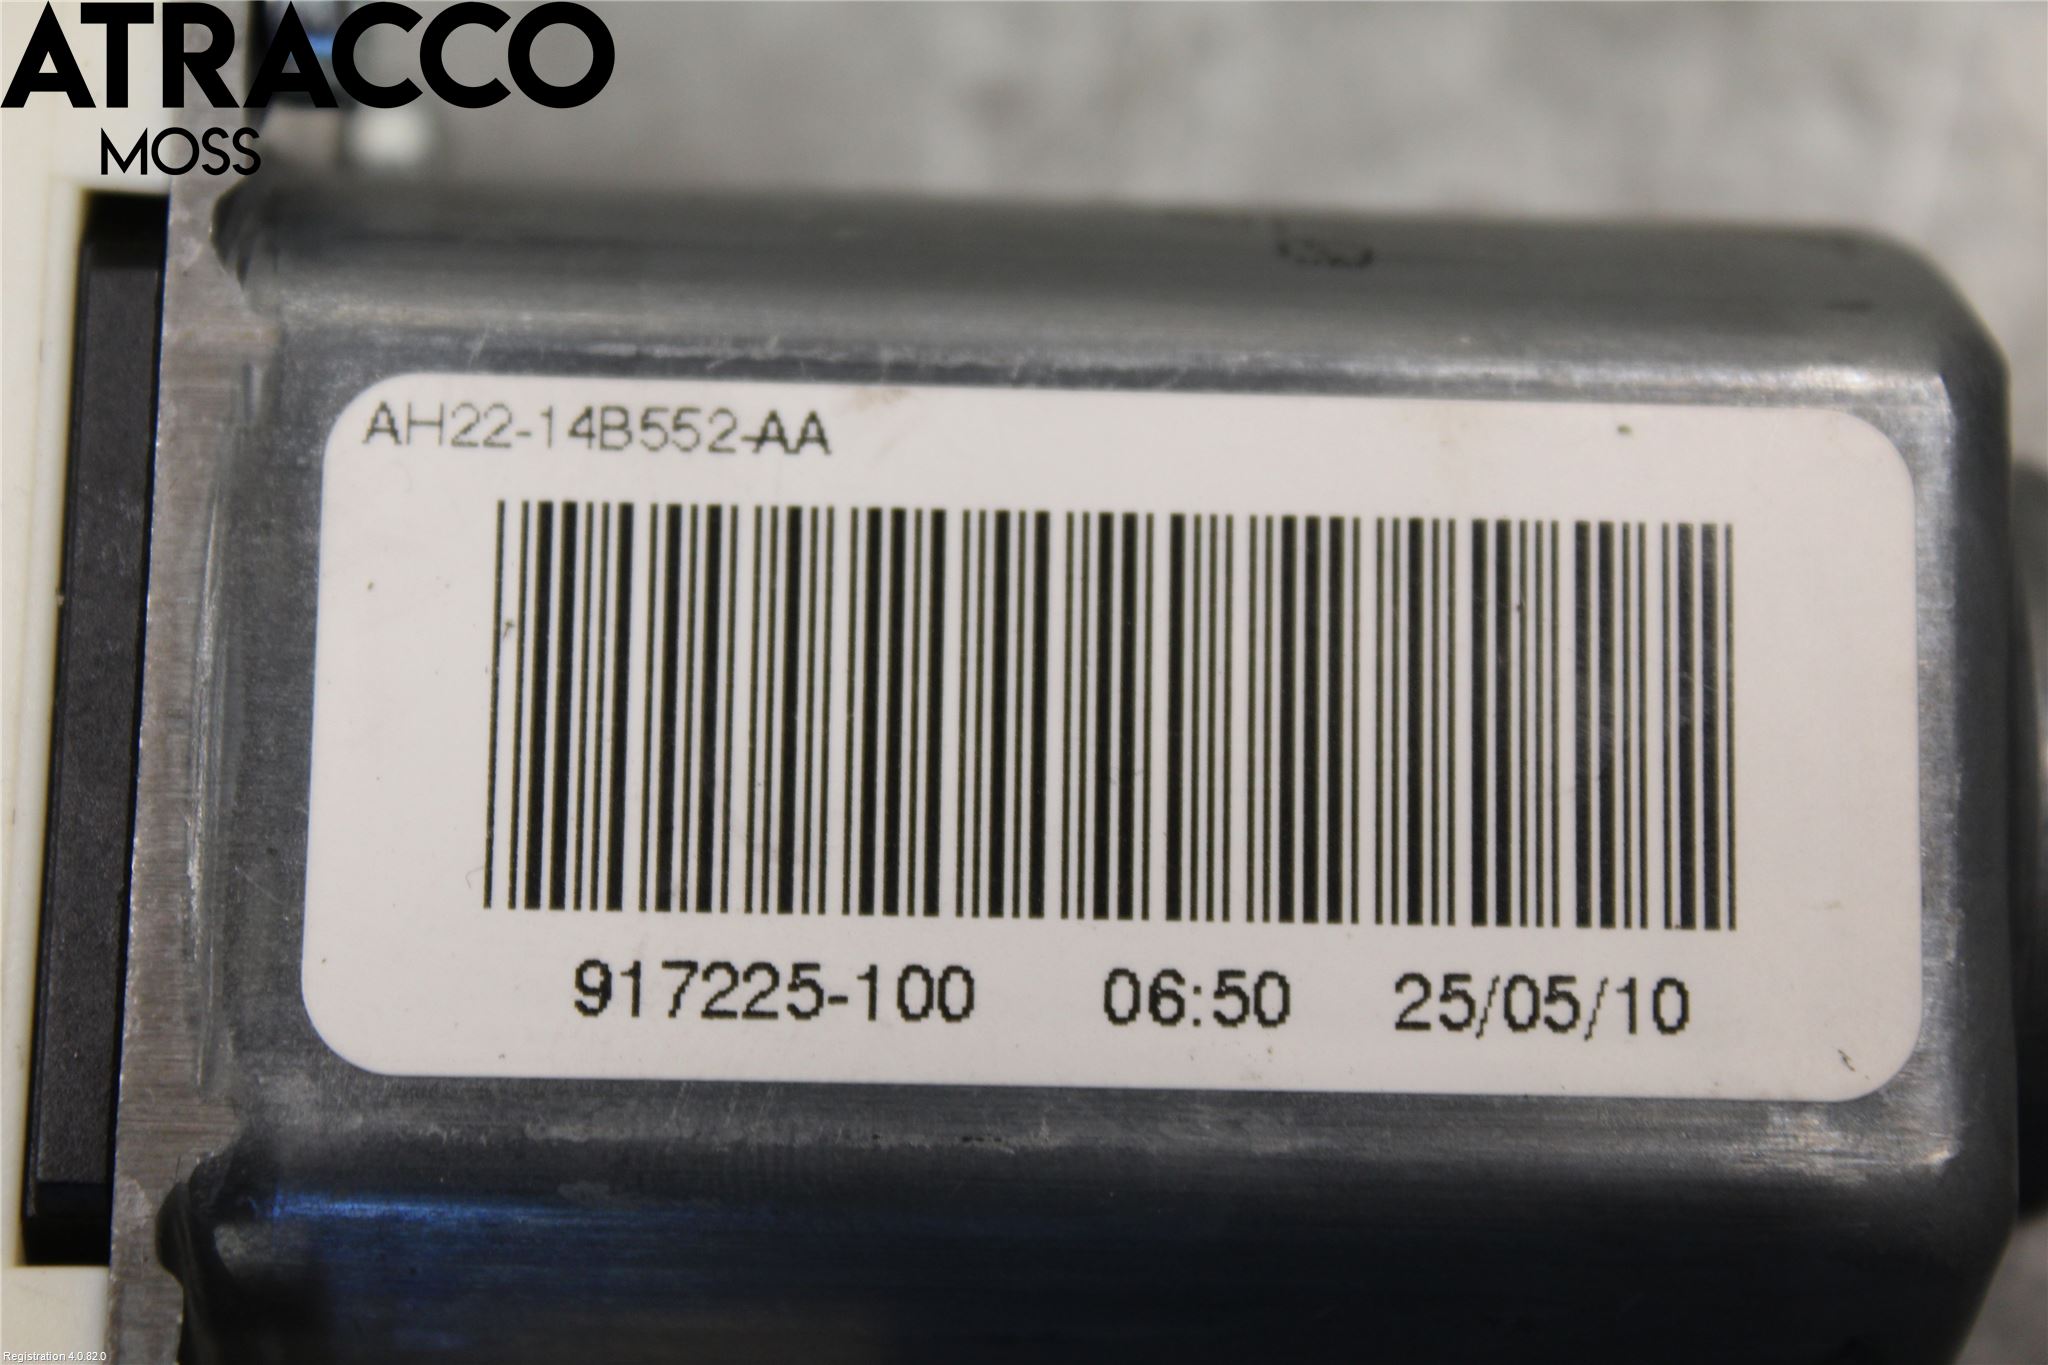 ATRACCO
MOSS
AH22-14B552-AA
917225-100 06:50 25/05/10
Registration 4.0.82.0